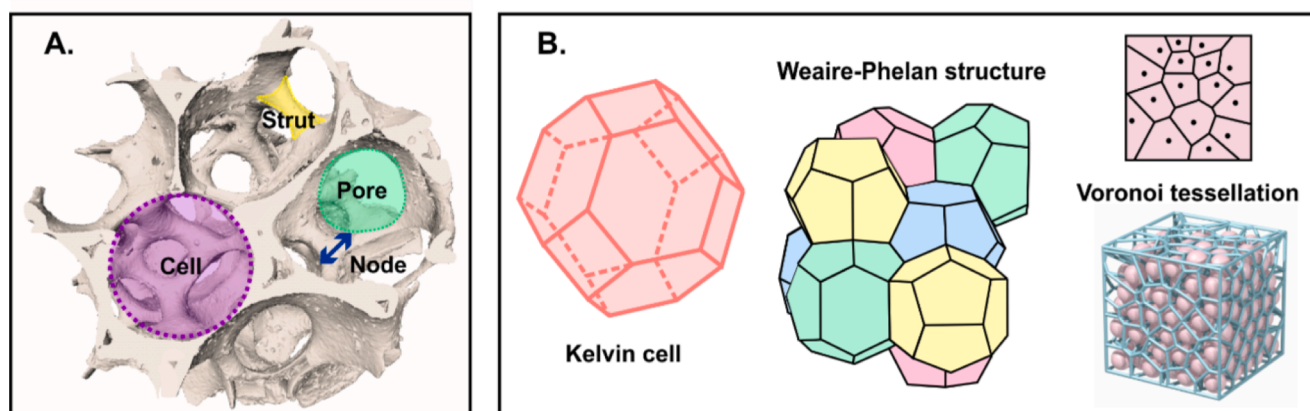 A.
Strut
Pore
Cell
Node
B.
Weaire-Phelan structure
Kelvin cell
Voronoi tessellation